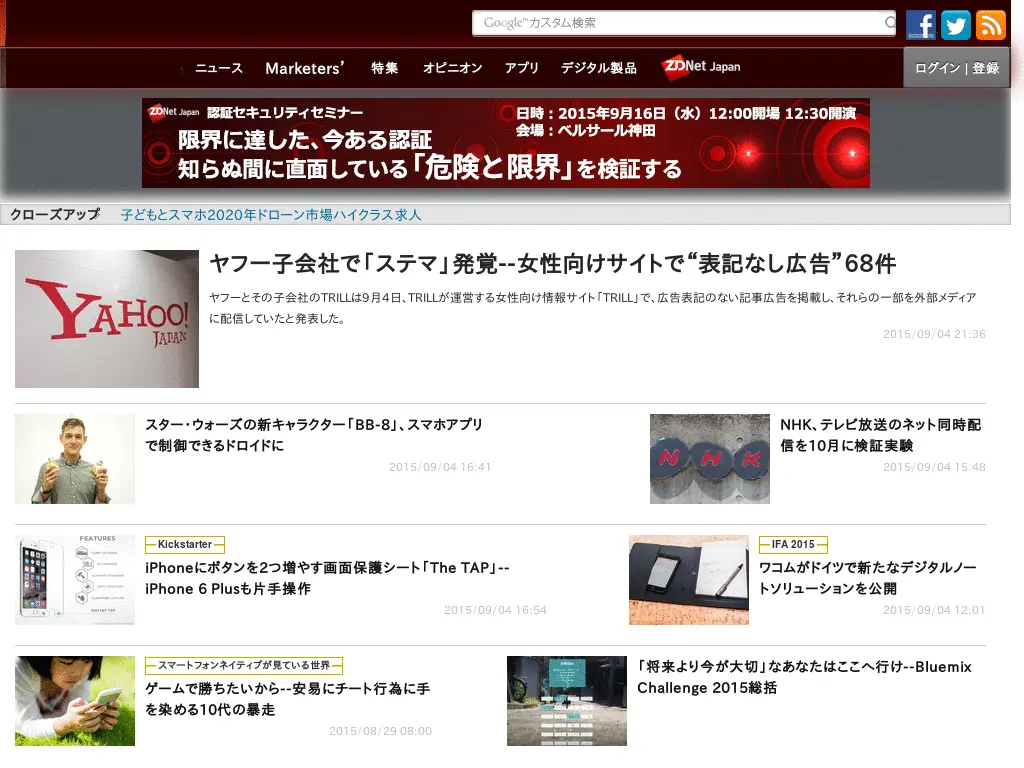 Google™ カスタム検索
ニュース Marketers’ 特集 オピニオン アプリ デジタル製品 ZDNet Japan ログイン | 登録
ZDNet Japan 認証セキュリティセミナー
日時：2015年9月16日（水）12:00開場 12:30開演
会場：ベルサール神田
限界に達した、今ある認証
知らぬ間に直面している「危険と限界」を検証する
クローズアップ 子どもとスマホ2020年ドローン市場ハイクラス求人
YAHOO!
JAPAN
ヤフー子会社で「ステマ」発覚--女性向けサイトで“表記なし広告”68件
ヤフーとその子会社のTRILLは9月4日、TRILLが運営する女性向け情報サイト「TRILL」で、広告表記のない記事広告を掲載し、それらの一部を外部メディア
に配信していたと発表した。
2015/09/04 21:36
スター・ウォーズの新キャラクター「BB-8」、スマホアプリ
で制御できるドロイドに
2015/09/04 16:41
NHK
NHK、テレビ放送のネット同時配
信を10月に検証実験
2015/09/04 15:48
FEATURES
INSTANT TAP
Kickstarter
iPhoneにボタンを2つ増やす画面保護シート「The TAP」--
iPhone 6 Plusも片手操作
2015/09/04 16:54
IFA 2015
ワコムがドイツで新たなデジタルノー
トソリューションを公開
2015/09/04 12:01
スマートフォンネイティブが見ている世界
ゲームで勝ちたいから--安易にチート行為に手
を染める10代の暴走
2015/08/29 08:00
「将来より今が大切」なあなたはここへ行け--Bluemix
Challenge 2015総括